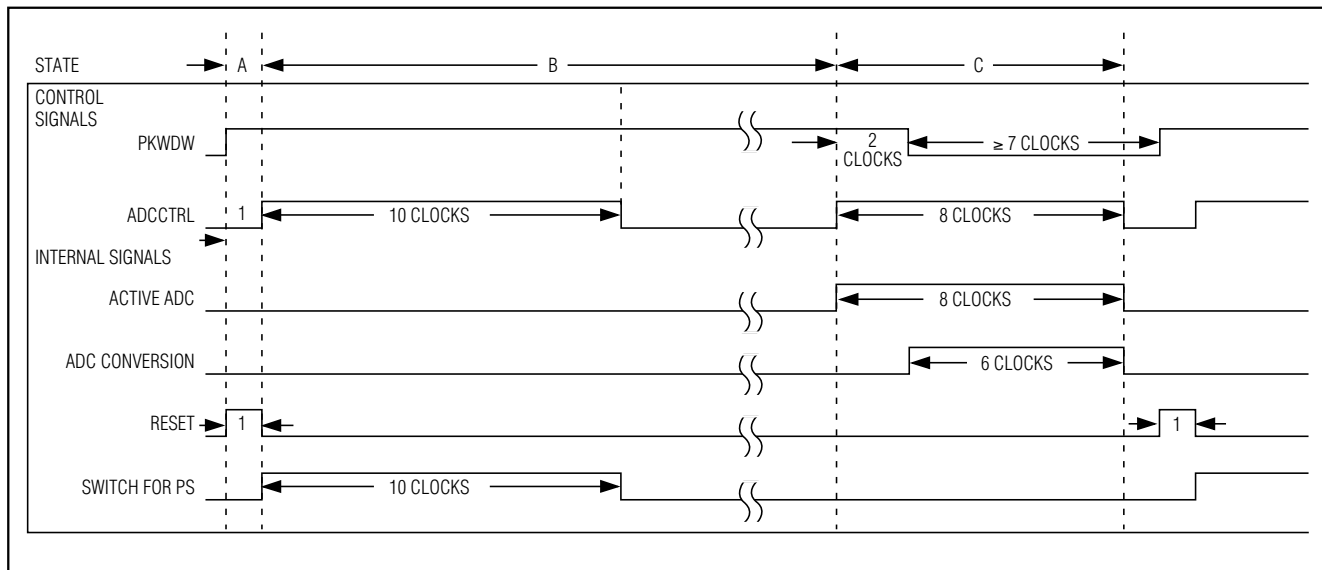 STATE A B C
CONTROL
SIGNALS
PKWDW 2
CLOCKS ≥ 7 CLOCKS
ADCCTRL 1 10 CLOCKS 8 CLOCKS
INTERNAL SIGNALS
ACTIVE ADC 8 CLOCKS
ADC CONVERSION 6 CLOCKS
RESET 1 1
SWITCH FOR PS 10 CLOCKS